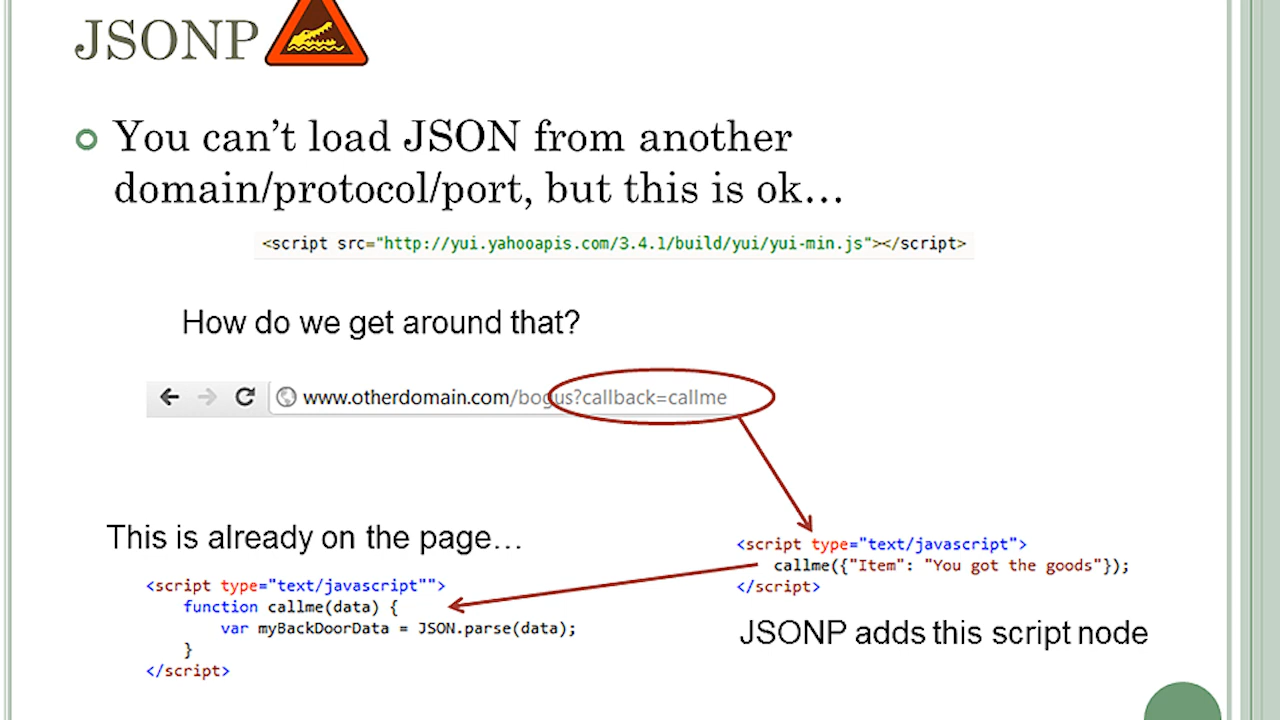 JSONP
You can’t load JSON from another
domain/protocol/port, but this is ok…
<script src="http://yui.yahooapis.com/3.4.1/build/yui/yui-min.js"></script>
How do we get around that?
www.otherdomain.com/bogus?callback=callme
This is already on the page…
<script type="text/javascript"">
function callme(data) {
var myBackDoorData = JSON.parse(data);
}
</script>
<script type="text/javascript">
callme({"Item": "You got the goods"});
</script>
JSONP adds this script node